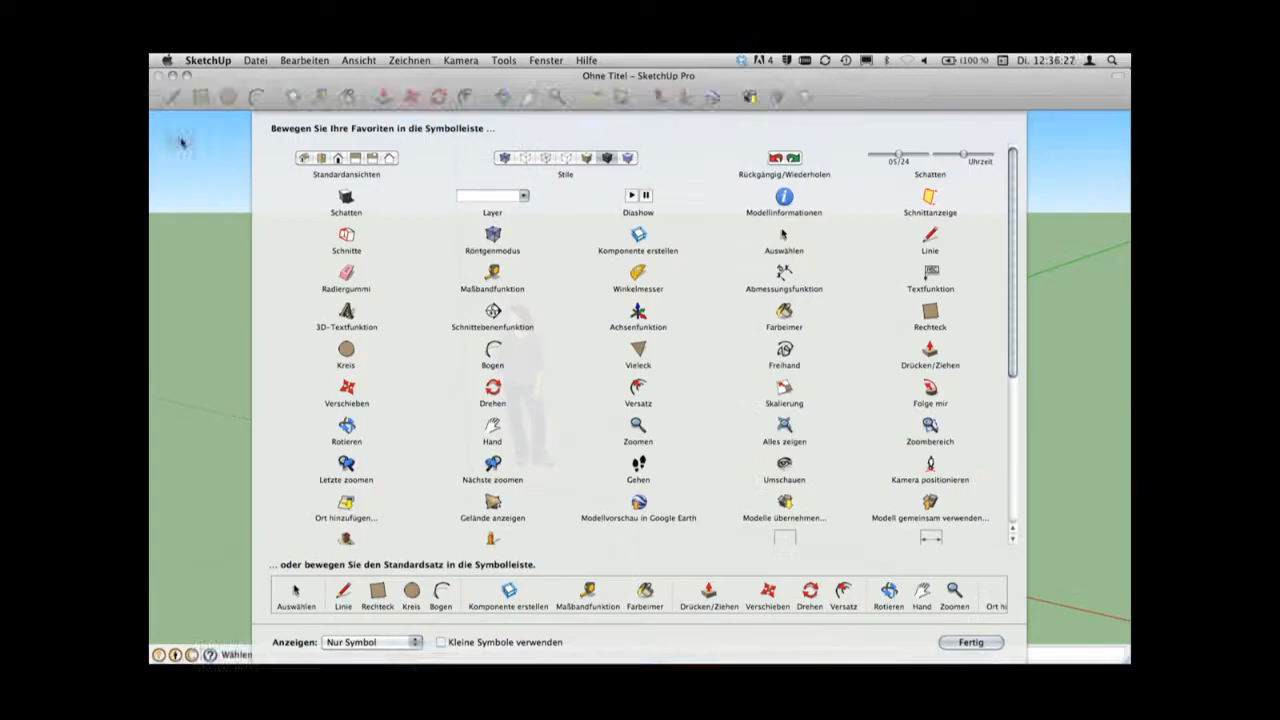 SketchUp Datei Bearbeiten Ansicht Zeichnen Kamera Tools Fenster Hilfe 4 (100 %) Di. 12:36:27
Ohne Titel – SketchUp Pro
Bewegen Sie Ihre Favoriten in die Symbolleiste ...
05/24 Uhrzeit
Standardansichten Stile Rückgängig/Wiederholen Schatten
Schatten Layer Diashow Modellinformationen Schnittanzeige
Schnitte Röntgenmodus Komponente erstellen Auswählen Linie
Radiergummi Maßbandfunktion Winkelmesser Abmessungsfunktion Textfunktion
3D-Textfunktion Schnittebenenfunktion Achsenfunktion Farbeimer Rechteck
Kreis Bogen Vieleck Freihand Drücken/Ziehen
Verschieben Drehen Versatz Skalierung Folge mir
Rotieren Hand Zoomen Alles zeigen Zoombereich
Letzte zoomen Nächste zoomen Gehen Umschauen Kamera positionieren
Ort hinzufügen... Gelände anzeigen Modellvorschau in Google Earth Modelle übernehmen... Modell gemeinsam verwenden...
... oder bewegen Sie den Standardsatz in die Symbolleiste.
Auswählen Linie Rechteck Kreis Bogen Komponente erstellen Maßbandfunktion Farbeimer Drücken/Ziehen Verschieben Drehen Versatz Rotieren Hand Zoomen Ort hi
Anzeigen: Nur Symbol Kleine Symbole verwenden Fertig
Wählen